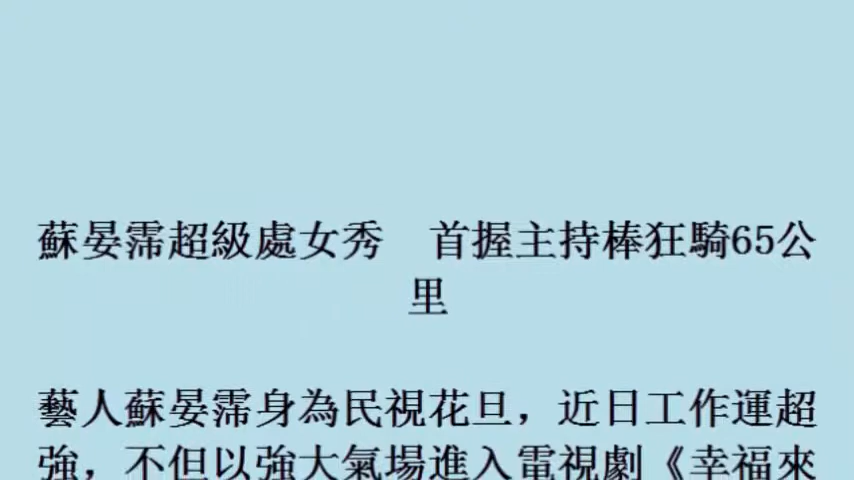 蘇晏霈超級處女秀　首握主持棒狂騎65公
里
藝人蘇晏霈身為民視花旦，近日工作運超
強，不但以強大氣場進入電視劇《幸福來